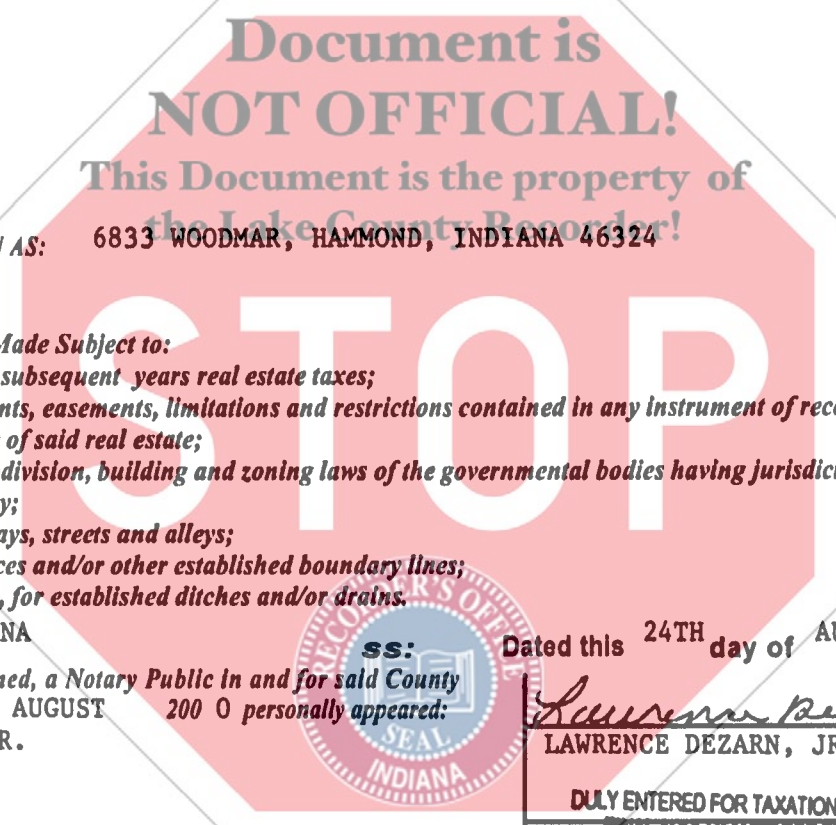 Document is
NOT OFFICIAL!
This Document is the property of
the Lake County Recorder!
AS: 6833 WOODMAR, HAMMOND, INDIANA 46324
STOP
Made Subject to:
subsequent years real estate taxes;
nts, easements, limitations and restrictions contained in any instrument of reco
of said real estate;
division, building and zoning laws of the governmental bodies having jurisdict
y;
ays, streets and alleys;
ces and/or other established boundary lines;
, for established ditches and/or drains.
NA
ss:
Dated this 24TH day of AU
ned, a Notary Public in and for said County
AUGUST 200 0 personally appeared:
R.
RECORDER'S OFFICE
SEAL
INDIANA
LAWRENCE DEZARN, JR
DULY ENTERED FOR TAXATION